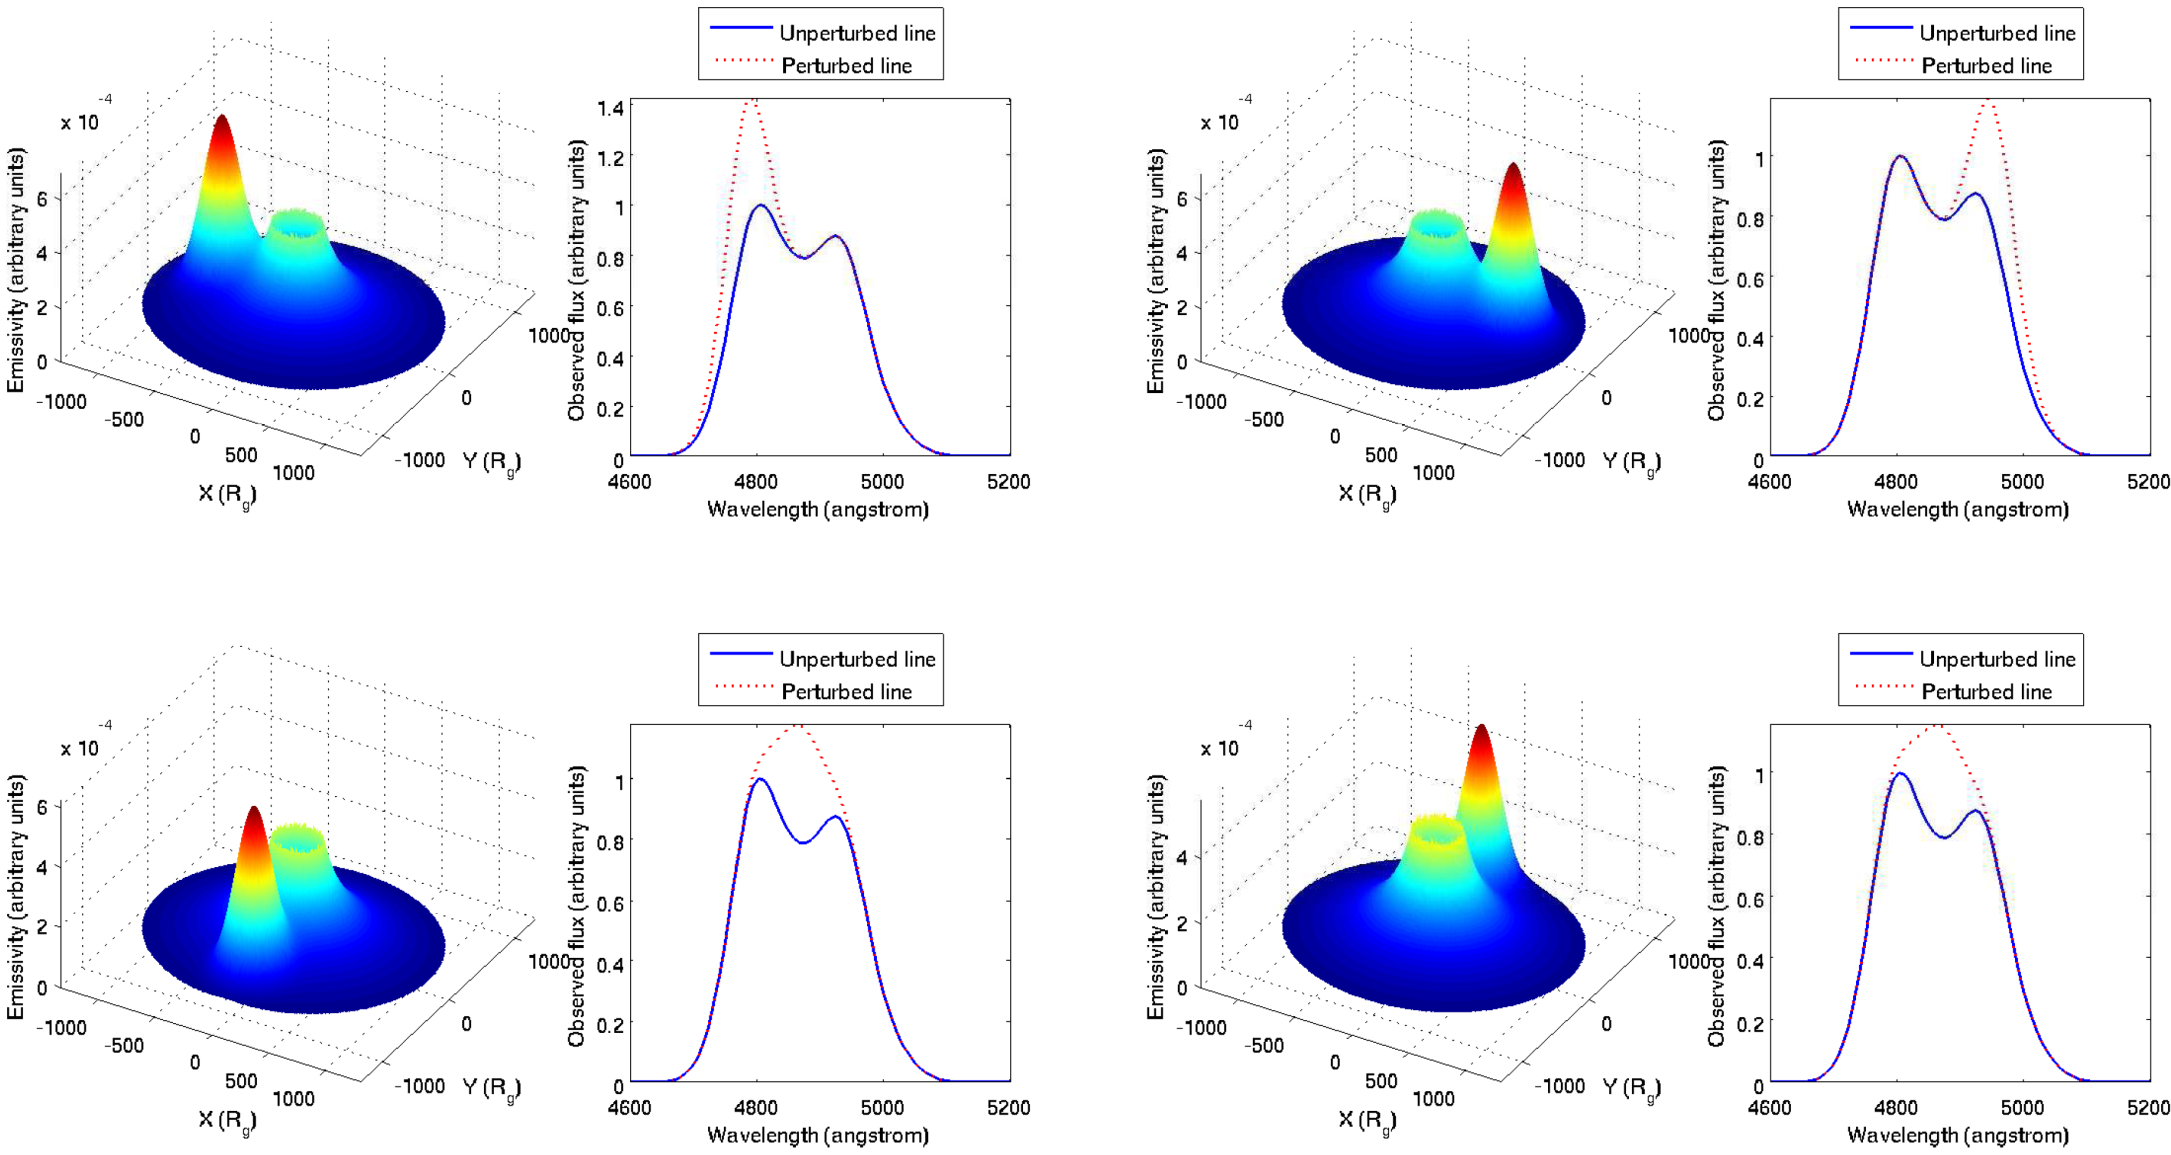 Unperturbed line
Perturbed line
x 10
-4
Emissivity (arbitrary units)
6
4
2
0
-1000
-500
0
500
1000
X (Rg)
1000
0
-1000
Y (Rg)
Observed flux (arbitrary units)
1.4
1.2
1
0.8
0.6
0.4
0.2
0
4600
4800
5000
5200
Wavelength (angstrom)
Unperturbed line
Perturbed line
x 10
-4
Emissivity (arbitrary units)
6
4
2
0
-1000
-500
0
500
1000
X (Rg)
1000
0
-1000
Y (Rg)
Observed flux (arbitrary units)
1
0.8
0.6
0.4
0.2
0
4600
4800
5000
5200
Wavelength (angstrom)
Unperturbed line
Perturbed line
x 10
-4
Emissivity (arbitrary units)
6
4
2
0
-1000
-500
0
500
1000
X (Rg)
1000
0
-1000
Y (Rg)
Observed flux (arbitrary units)
1
0.8
0.6
0.4
0.2
0
4600
4800
5000
5200
Wavelength (angstrom)
Unperturbed line
Perturbed line
x 10
-4
Emissivity (arbitrary units)
4
2
0
-1000
-500
0
500
1000
X (Rg)
1000
0
-1000
Y (Rg)
Observed flux (arbitrary units)
1
0.8
0.6
0.4
0.2
0
4600
4800
5000
5200
Wavelength (angstrom)